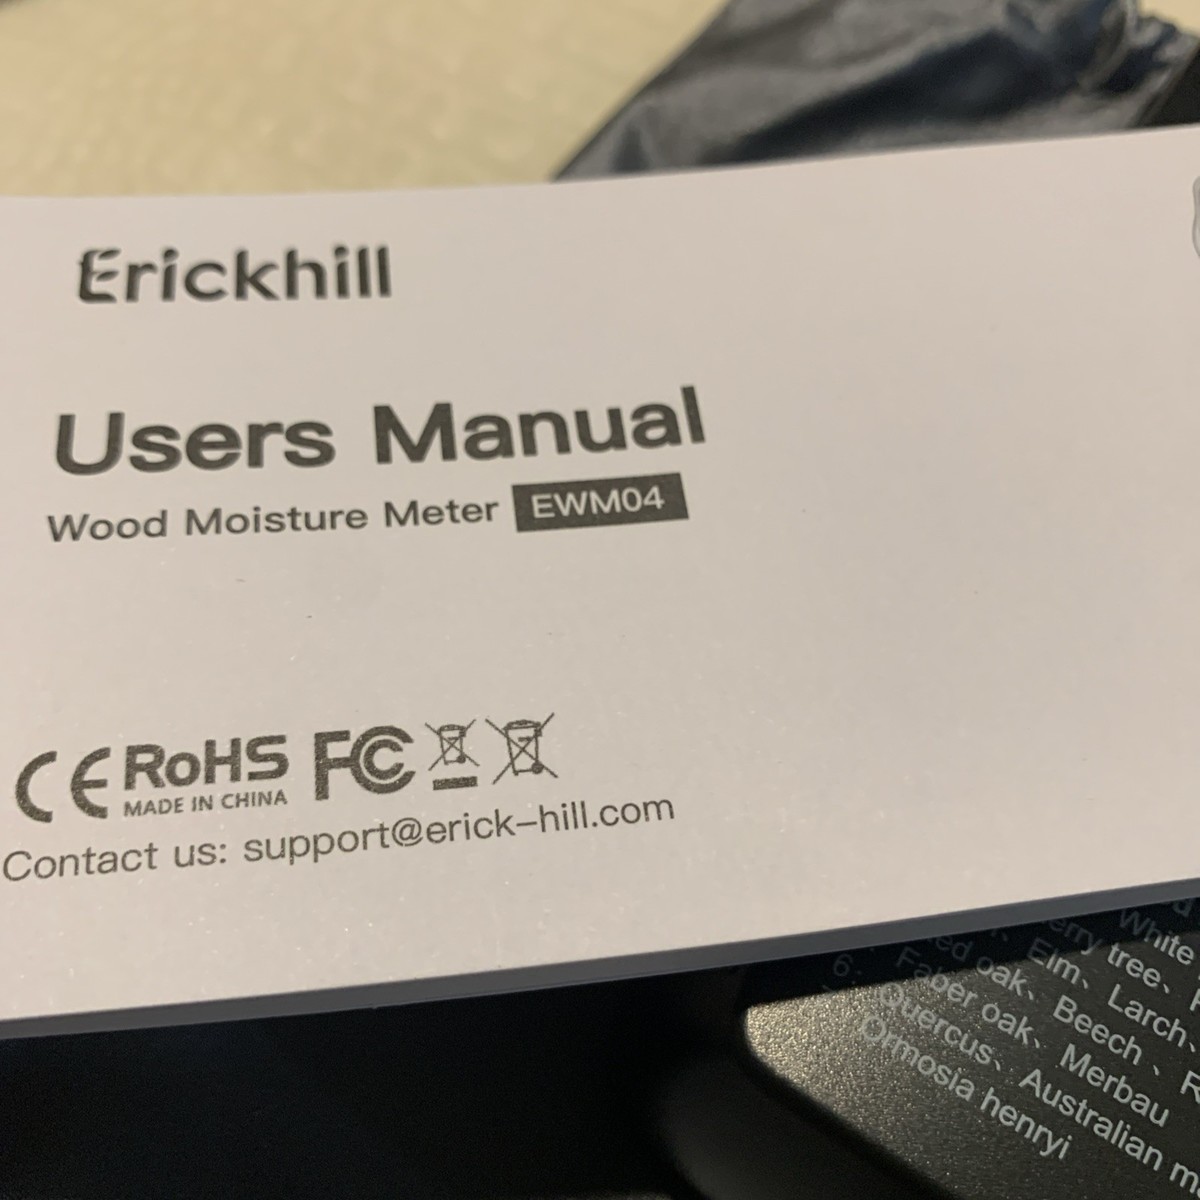 Erickhill
Users Manual
Wood Moisture Meter EWM04
CE RoHS FC
MADE IN CHINA
Contact us: support@erick-hill.com
White
tree、
Elm、Larch、
oak、Beech、R
6: Faber oak、Merbau
Quercus、Australian
Ormosia henryi